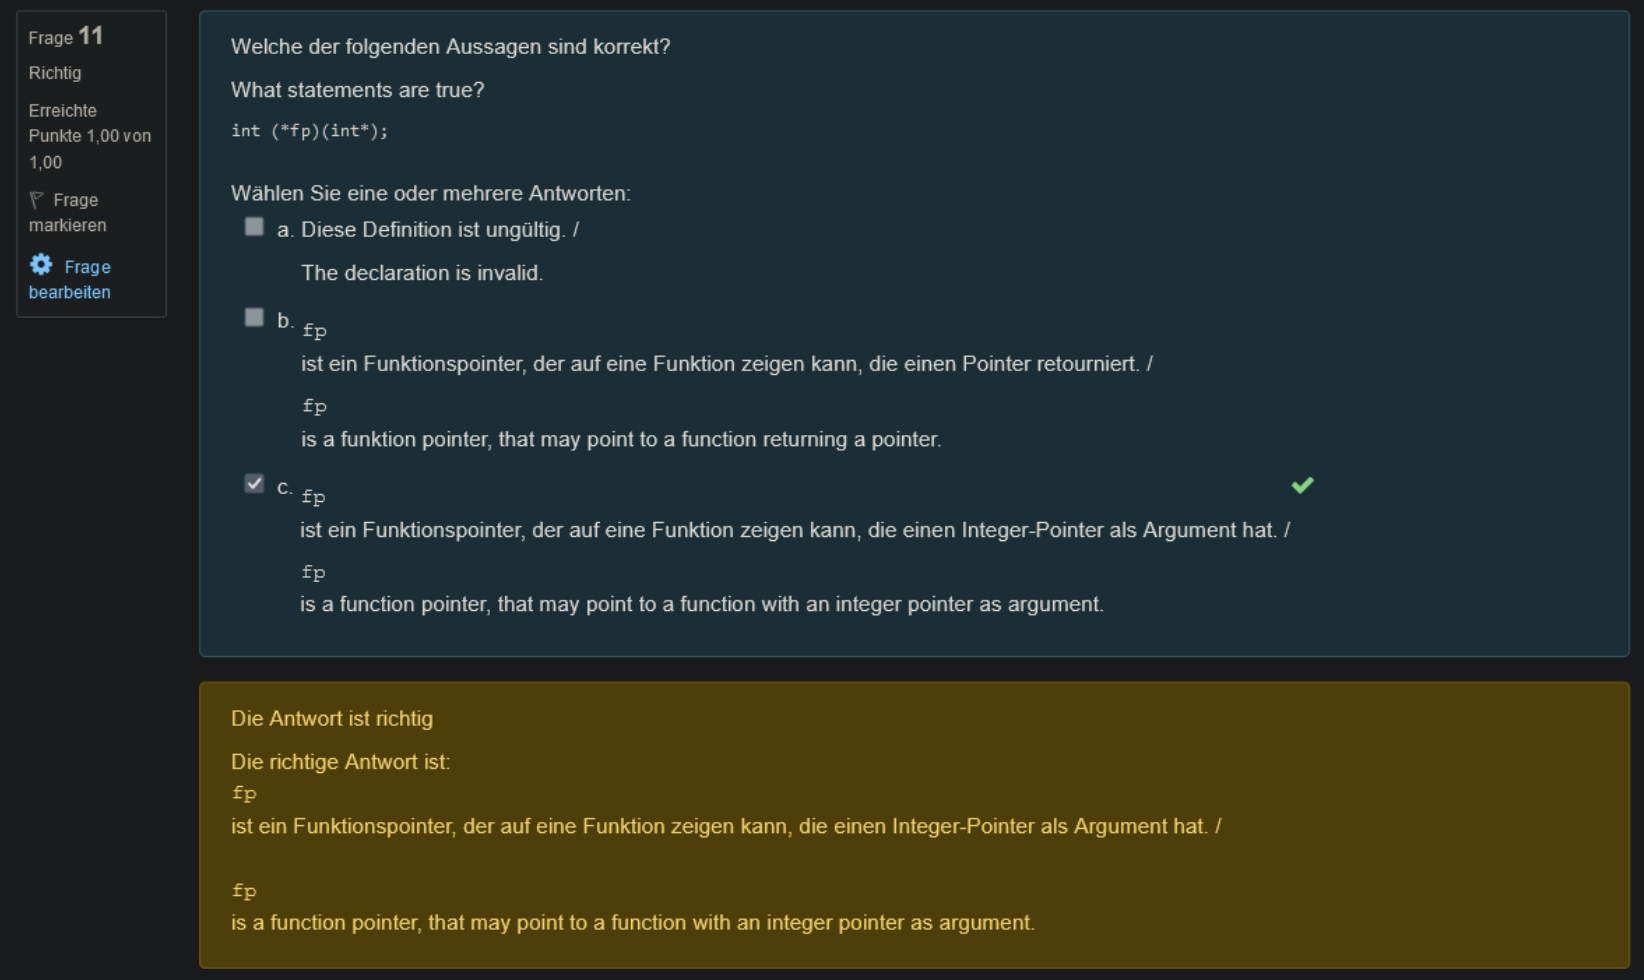 Frage 11
Richtig
Erreichte
Punkte 1,00 von
1,00
Frage
markieren
Frage
bearbeiten
Welche der folgenden Aussagen sind korrekt?
What statements are true?
int (*fp)(int*);
Wählen Sie eine oder mehrere Antworten:
a. Diese Definition ist ungültig. /
The declaration is invalid.
b. fp
ist ein Funktionspointer, der auf eine Funktion zeigen kann, die einen Pointer retourniert. /
fp
is a funktion pointer, that may point to a function returning a pointer.
c. fp
ist ein Funktionspointer, der auf eine Funktion zeigen kann, die einen Integer-Pointer als Argument hat. /
fp
is a function pointer, that may point to a function with an integer pointer as argument.
Die Antwort ist richtig
Die richtige Antwort ist:
fp
ist ein Funktionspointer, der auf eine Funktion zeigen kann, die einen Integer-Pointer als Argument hat. /
fp
is a function pointer, that may point to a function with an integer pointer as argument.